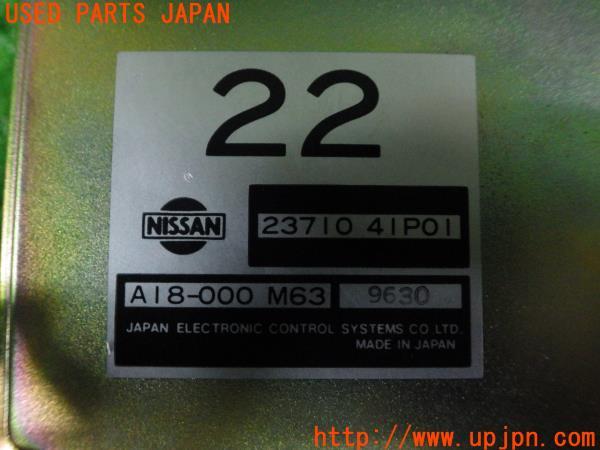 USED PARTS JAPAN
22
NISSAN
23710 41P01
A18-000 M63 9630
JAPAN ELECTRONIC CONTROL SYSTEMS CO LTD.
MADE IN JAPAN
http://www.upjpn.com